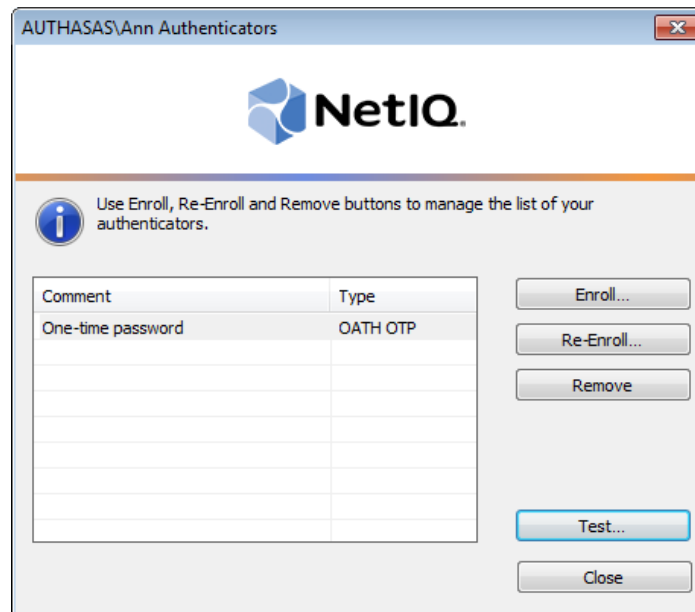 AUTHASAS\Ann Authenticators
NetIQ.
Use Enroll, Re-Enroll and Remove buttons to manage the list of your
authenticators.
Comment Type
One-time password OATH OTP
Enroll...
Re-Enroll...
Remove
Test...
Close